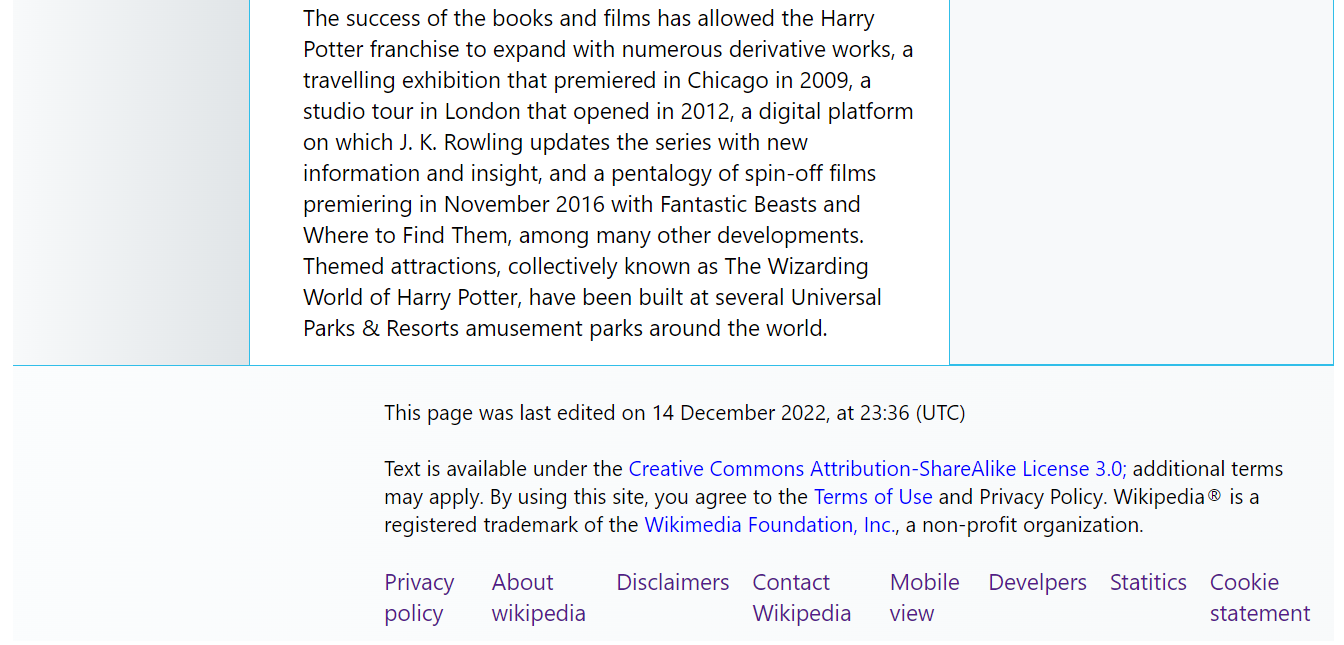 The success of the books and films has allowed the Harry
Potter franchise to expand with numerous derivative works, a
travelling exhibition that premiered in Chicago in 2009, a
studio tour in London that opened in 2012, a digital platform
on which J. K. Rowling updates the series with new
information and insight, and a pentalogy of spin-off films
premiering in November 2016 with Fantastic Beasts and
Where to Find Them, among many other developments.
Themed attractions, collectively known as The Wizarding
World of Harry Potter, have been built at several Universal
Parks & Resorts amusement parks around the world.
This page was last edited on 14 December 2022, at 23:36 (UTC)
Text is available under the Creative Commons Attribution-ShareAlike License 3.0; additional terms
may apply. By using this site, you agree to the Terms of Use and Privacy Policy. Wikipedia® is a
registered trademark of the Wikimedia Foundation, Inc., a non-profit organization.
Privacy
policy
About
wikipedia
Disclaimers
Contact
Wikipedia
Mobile
view
Develpers
Statitics
Cookie
statement